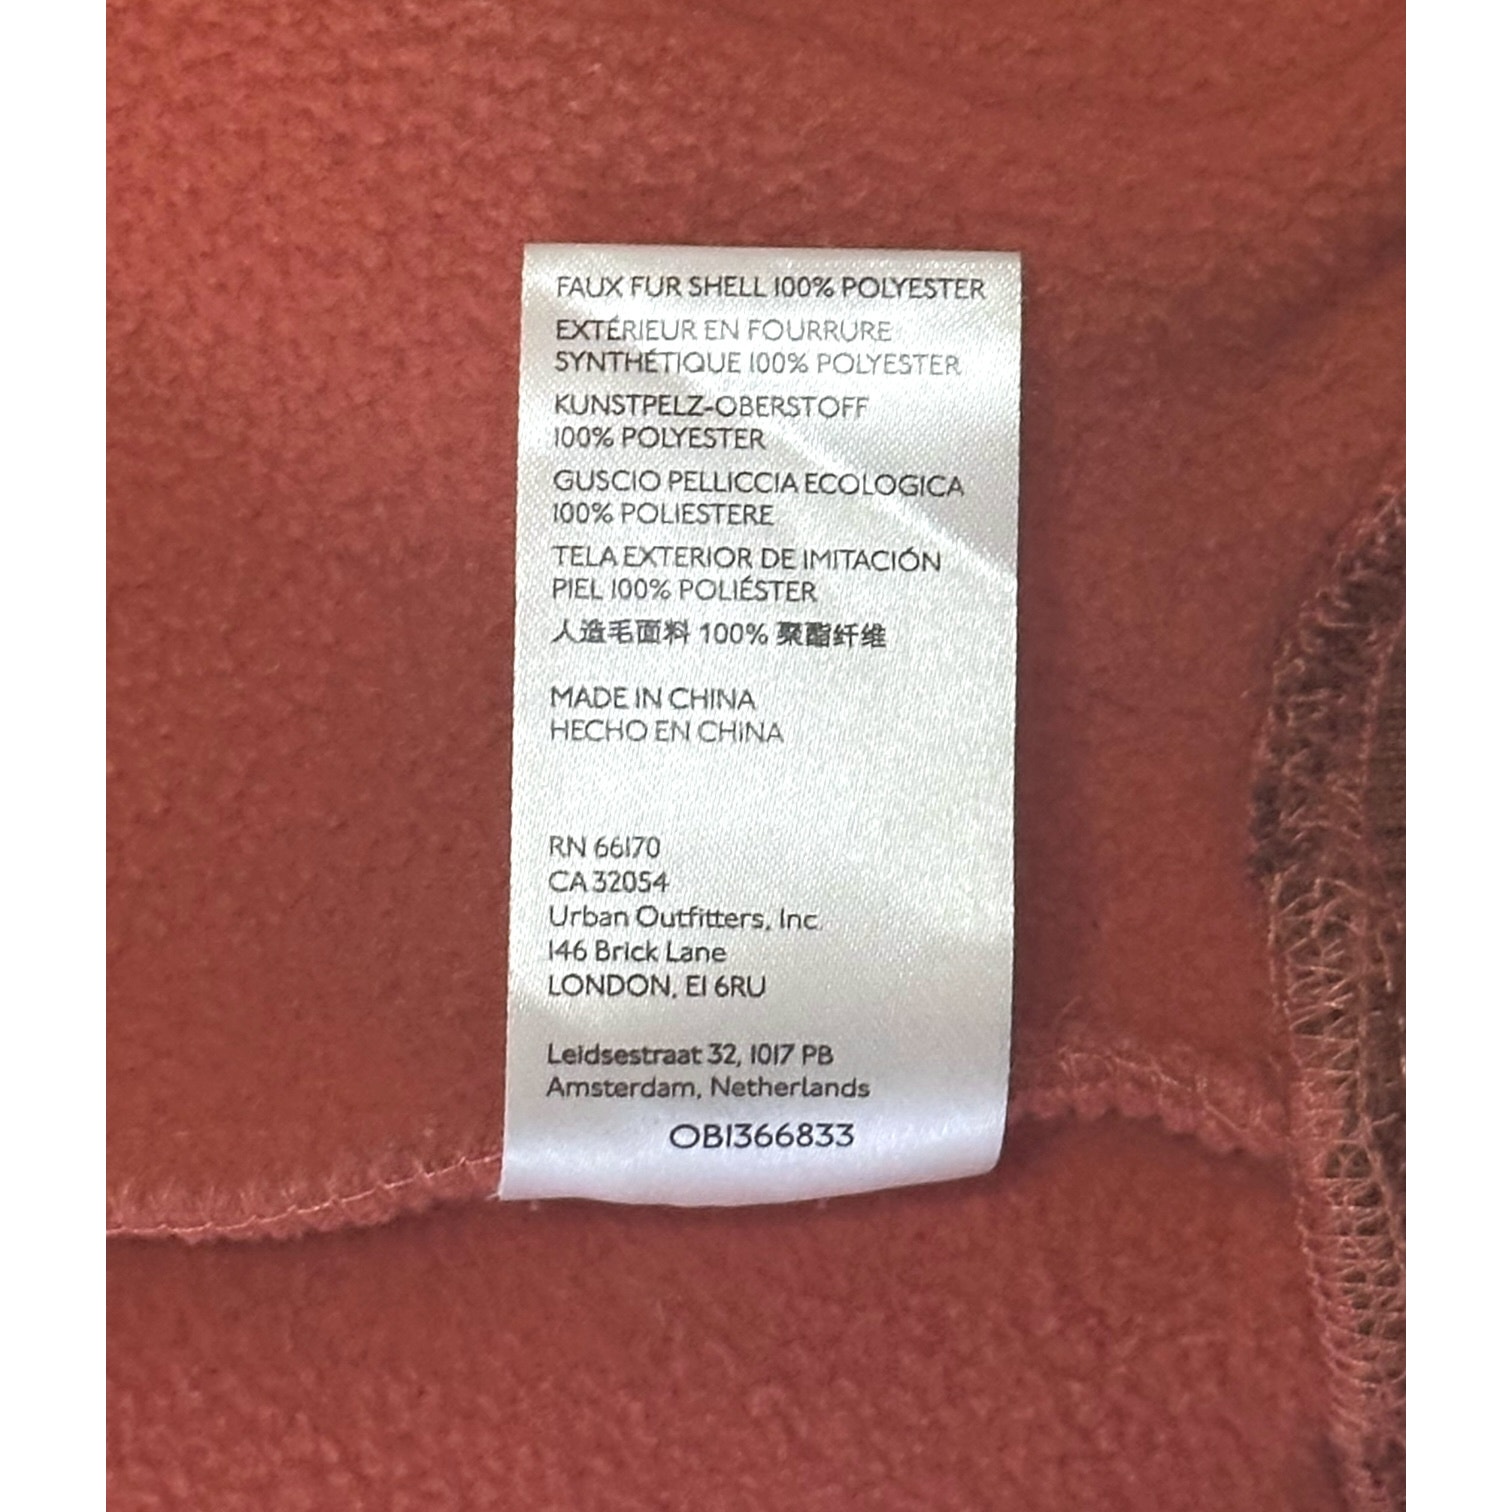 FAUX FUR SHELL 100% POLYESTER
EXTÉRIEUR EN FOURRURE
SYNTHÉTIQUE 100% POLYESTER
KUNSTPELZ-OBERSTOFF
100% POLYESTER
GUSCIO PELLICCIA ECOLOGICA
100% POLIESTERE
TELA EXTERIOR DE IMITACIÓN
PIEL 100% POLIÉSTER
人造毛面料 100% 聚酯纤维
MADE IN CHINA
HECHO EN CHINA
RN 66170
CA 32054
Urban Outfitters, Inc.
146 Brick Lane
LONDON, E1 6RU
Leidsestraat 32, 1017 PB
Amsterdam, Netherlands
OB1366833